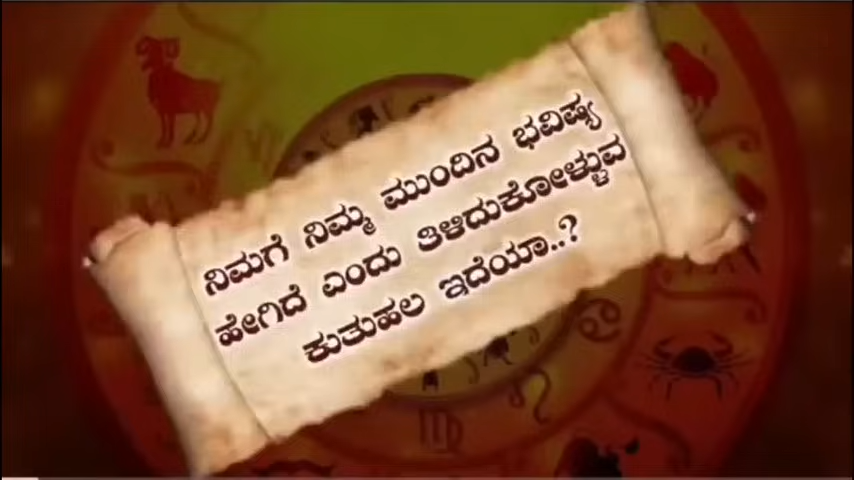 ನಿಮಗೆ ನಿಮ್ಮ ಮುಂದಿನ ಭವಿಷ್ಯ
ಹೇಗಿದೆ ಎಂದು ತಿಳಿದುಕೋಳ್ಳುವ
ಕುತುಹಲ ಇದೆಯಾ..?